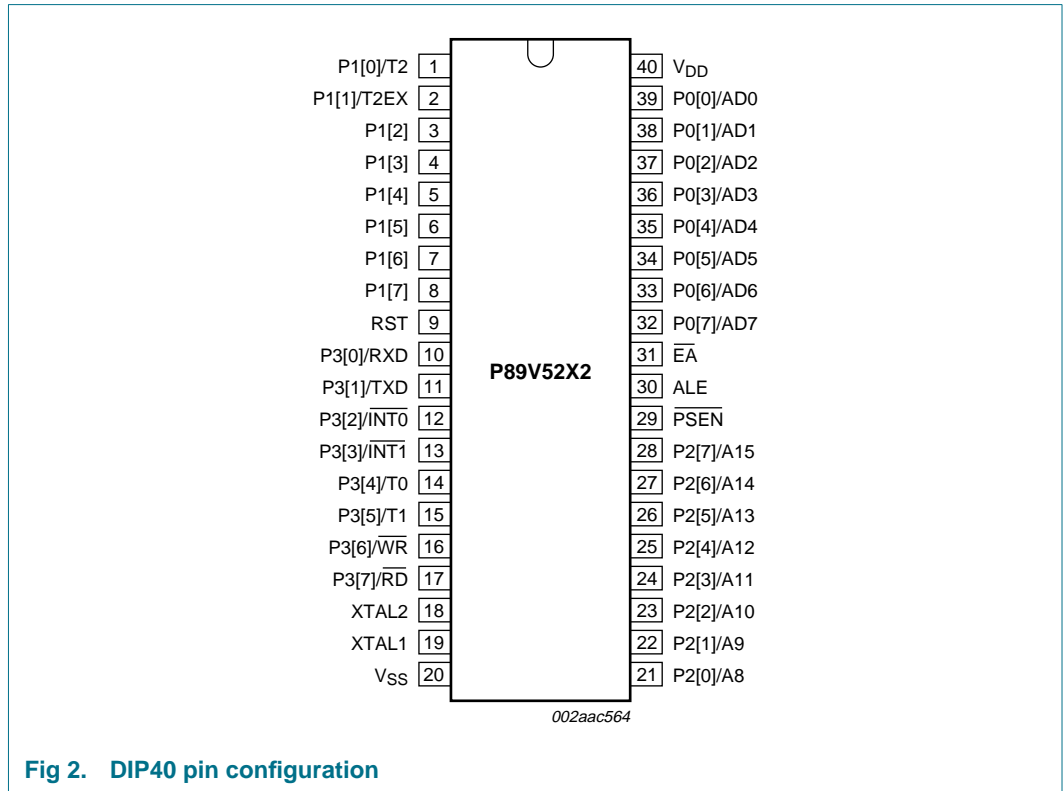 P1[0]/T2 1 40 VDD
P1[1]/T2EX 2 39 P0[0]/AD0
P1[2] 3 38 P0[1]/AD1
P1[3] 4 37 P0[2]/AD2
P1[4] 5 36 P0[3]/AD3
P1[5] 6 35 P0[4]/AD4
P1[6] 7 34 P0[5]/AD5
P1[7] 8 33 P0[6]/AD6
RST 9 32 P0[7]/AD7
P3[0]/RXD 10 31 E̅A̅
P89V52X2
P3[1]/TXD 11 30 ALE
P3[2]/I̅N̅T̅0̅ 12 29 P̅S̅E̅N̅
P3[3]/I̅N̅T̅1̅ 13 28 P2[7]/A15
P3[4]/T0 14 27 P2[6]/A14
P3[5]/T1 15 26 P2[5]/A13
P3[6]/W̅R̅ 16 25 P2[4]/A12
P3[7]/R̅D̅ 17 24 P2[3]/A11
XTAL2 18 23 P2[2]/A10
XTAL1 19 22 P2[1]/A9
VSS 20 21 P2[0]/A8
002aac564
Fig 2. DIP40 pin configuration